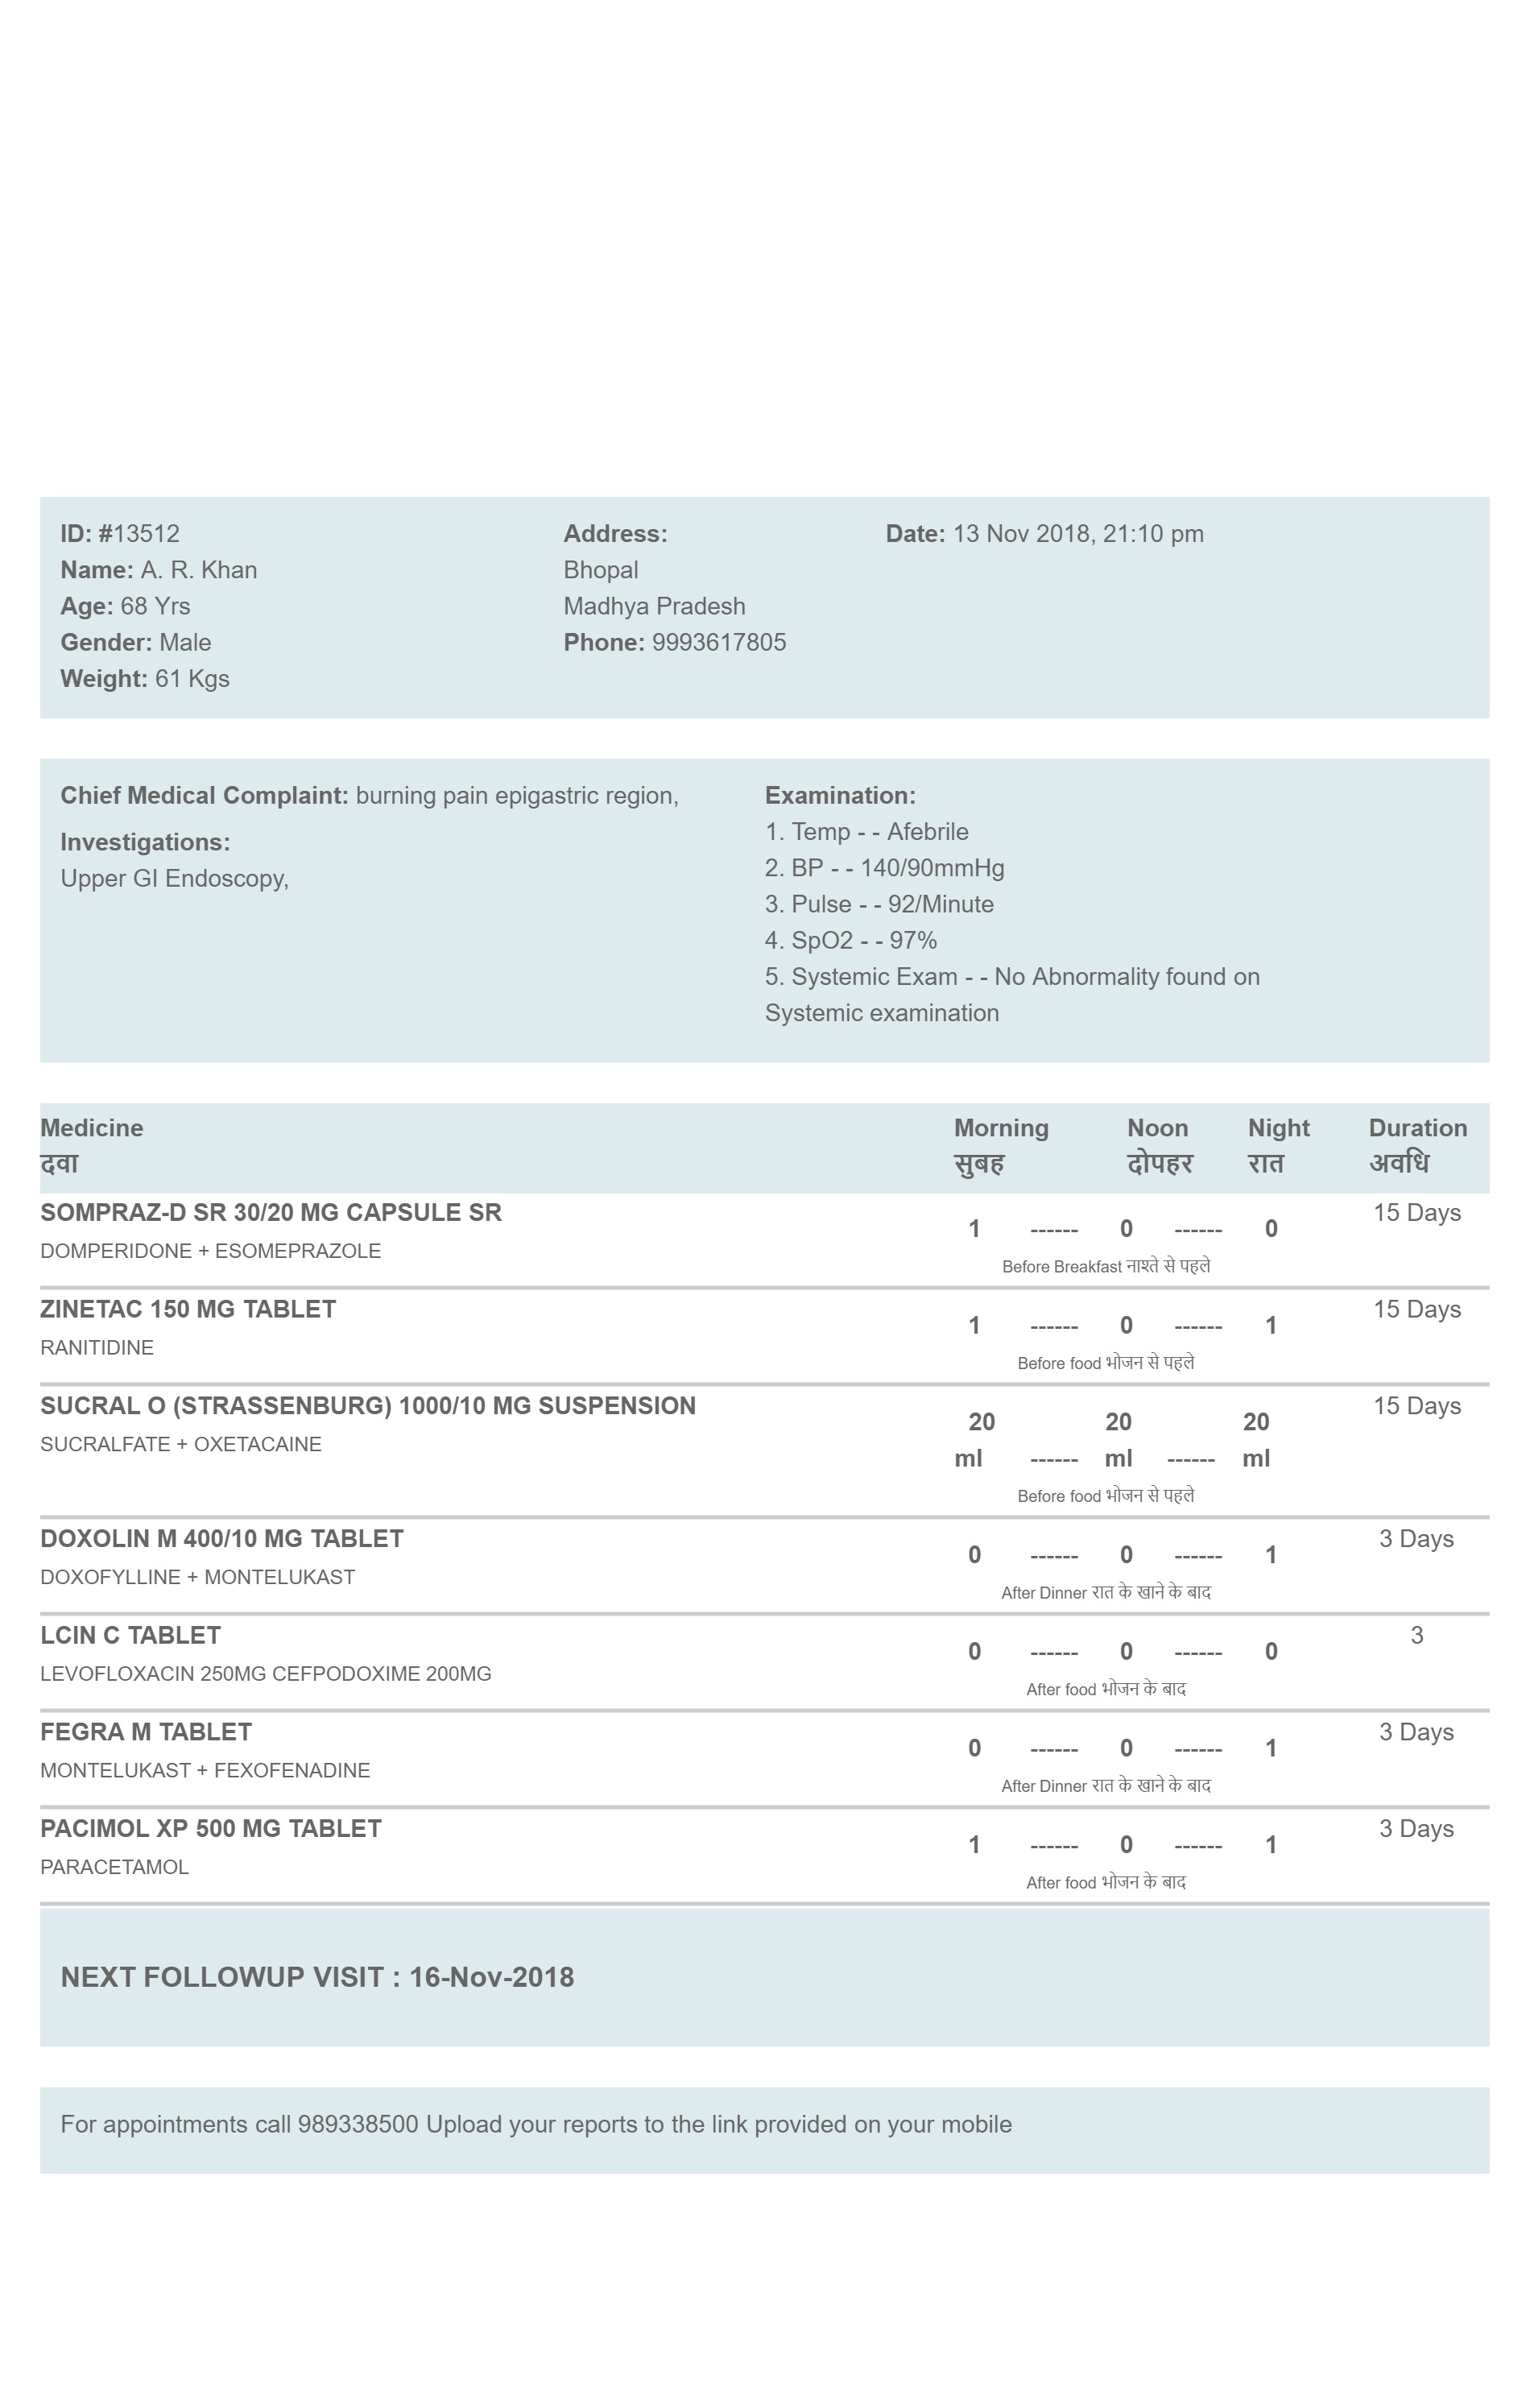 ID: #13512
Name: A. R. Khan
Age: 68 Yrs
Gender: Male
Weight: 61 Kgs
Address:
Bhopal
Madhya Pradesh
Phone: 9993617805
Date: 13 Nov 2018, 21:10 pm
Chief Medical Complaint: burning pain epigastric region,
Investigations:
Upper GI Endoscopy,
Examination:
1. Temp - - Afebrile
2. BP - - 140/90mmHg
3. Pulse - - 92/Minute
4. SpO2 - - 97%
5. Systemic Exam - - No Abnormality found on
Systemic examination
Medicine Morning Noon Night Duration
दवा सुबह दोपहर रात अवधि
SOMPRAZ-D SR 30/20 MG CAPSULE SR 15 Days
1 ------ 0 ------ 0
DOMPERIDONE + ESOMEPRAZOLE
Before Breakfast नाश्ते से पहले
ZINETAC 150 MG TABLET 15 Days
1 ------ 0 ------ 1
RANITIDINE
Before food भोजन से पहले
SUCRAL O (STRASSENBURG) 1000/10 MG SUSPENSION 15 Days
20 20 20
SUCRALFATE + OXETACAINE
ml ------ ml ------ ml
Before food भोजन से पहले
DOXOLIN M 400/10 MG TABLET 3 Days
0 ------ 0 ------ 1
DOXOFYLLINE + MONTELUKAST
After Dinner रात के खाने के बाद
LCIN C TABLET 3
0 ------ 0 ------ 0
LEVOFLOXACIN 250MG CEFPODOXIME 200MG
After food भोजन के बाद
FEGRA M TABLET 3 Days
0 ------ 0 ------ 1
MONTELUKAST + FEXOFENADINE
After Dinner रात के खाने के बाद
PACIMOL XP 500 MG TABLET 3 Days
1 ------ 0 ------ 1
PARACETAMOL
After food भोजन के बाद
NEXT FOLLOWUP VISIT : 16-Nov-2018
For appointments call 989338500 Upload your reports to the link provided on your mobile